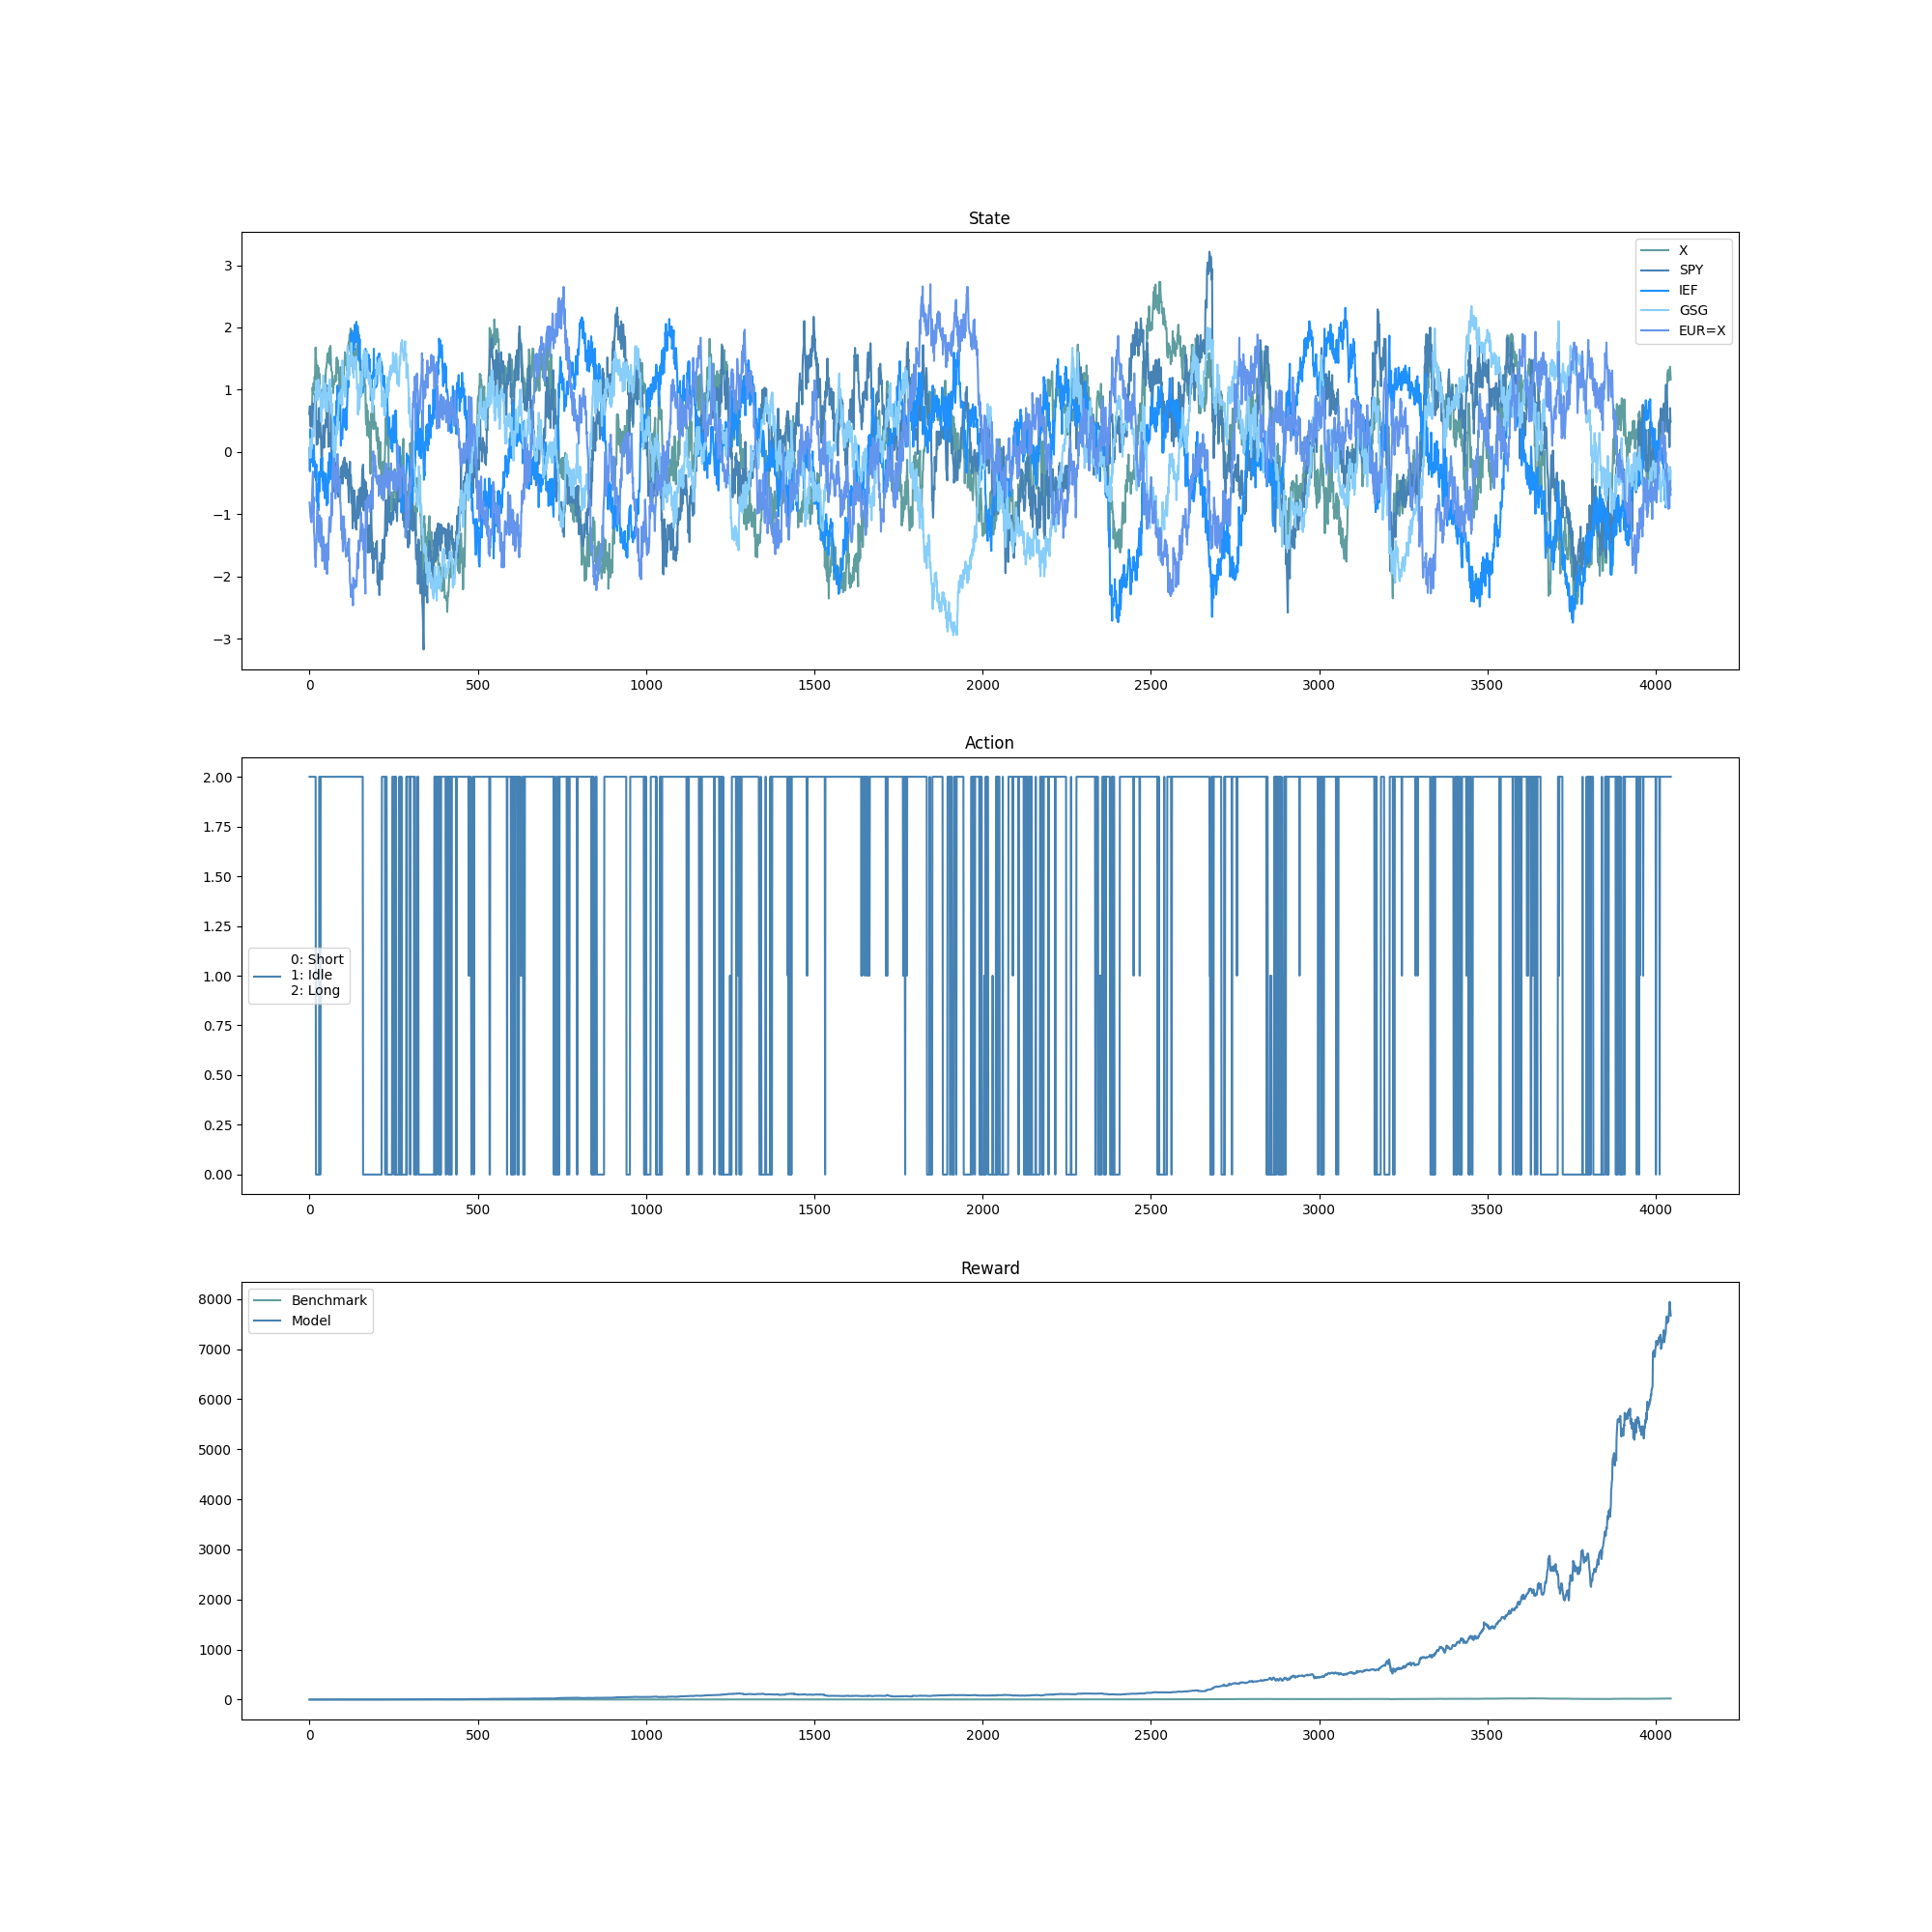 State
3
2
1
0
−1
−2
−3
X
SPY
IEF
GSG
EUR=X
0 500 1000 1500 2000 2500 3000 3500 4000
Action
2.00
1.75
1.50
1.25
1.00
0.75
0.50
0.25
0.00
0: Short
1: Idle
2: Long
0 500 1000 1500 2000 2500 3000 3500 4000
Reward
8000
7000
6000
5000
4000
3000
2000
1000
0
Benchmark
Model
0 500 1000 1500 2000 2500 3000 3500 4000